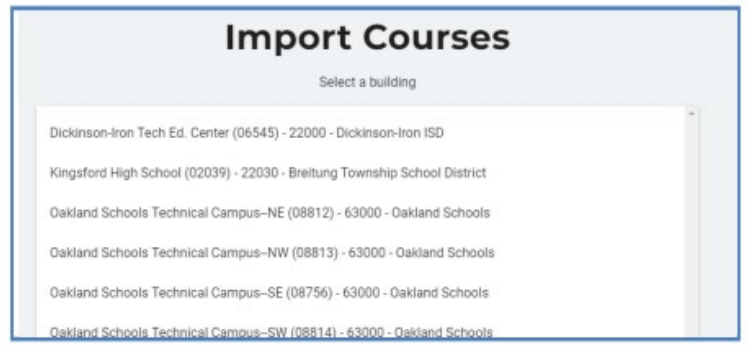 Import Courses
Select a building
Dickinson-Iron Tech Ed. Center (06545) - 22000 - Dickinson-Iron ISD
Kingsford High School (02039) - 22030 - Breitung Township School District
Oakland Schools Technical Campus--NE (08812) - 63000 - Oakland Schools
Oakland Schools Technical Campus--NW (08813) - 63000 - Oakland Schools
Oakland Schools Technical Campus--SE (08756) - 63000 - Oakland Schools
Oakland Schools Technical Campus--SW (08814) - 63000 - Oakland Schools